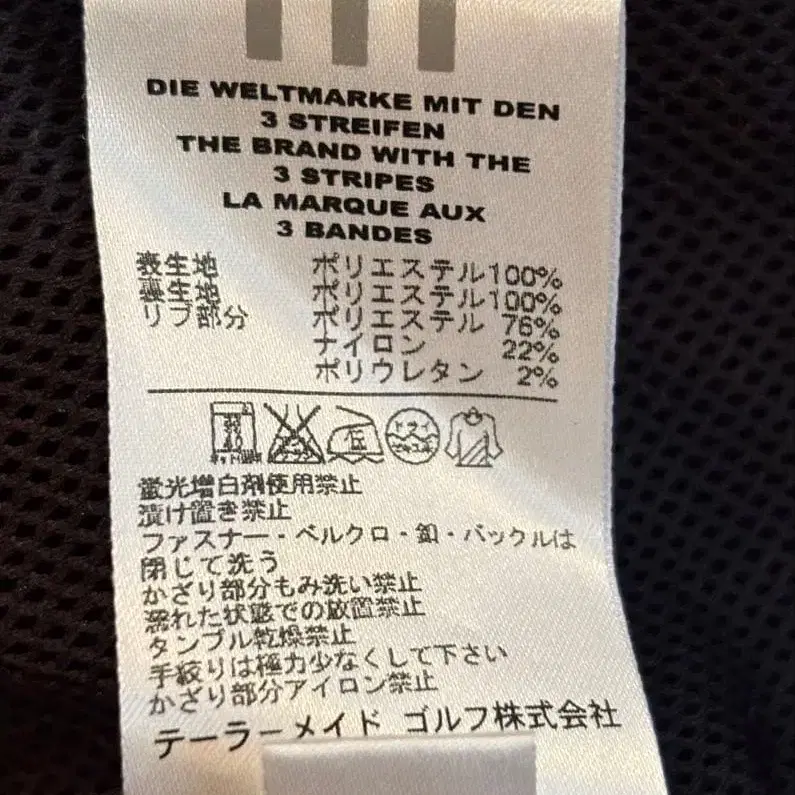 DIE WELTMARKE MIT DEN
3 STREIFEN
THE BRAND WITH THE
3 STRIPES
LA MARQUE AUX
3 BANDES
表生地 ポリエステル100%
裏生地 ポリエステル100%
リブ部分 ポリエステル 76%
ナイロン 22%
ポリウレタン 2%
40 中 ドライ
蛍光増白剤使用禁止
漬け置き禁止
ファスナー・ベルクロ・釦・バックルは
閉じて洗う
かざり部分もみ洗い禁止
濡れた状態での放置禁止
タンブル乾燥禁止
手絞りは極力少なくして下さい
かざり部分アイロン禁止
テーラーメイド ゴルフ株式会社